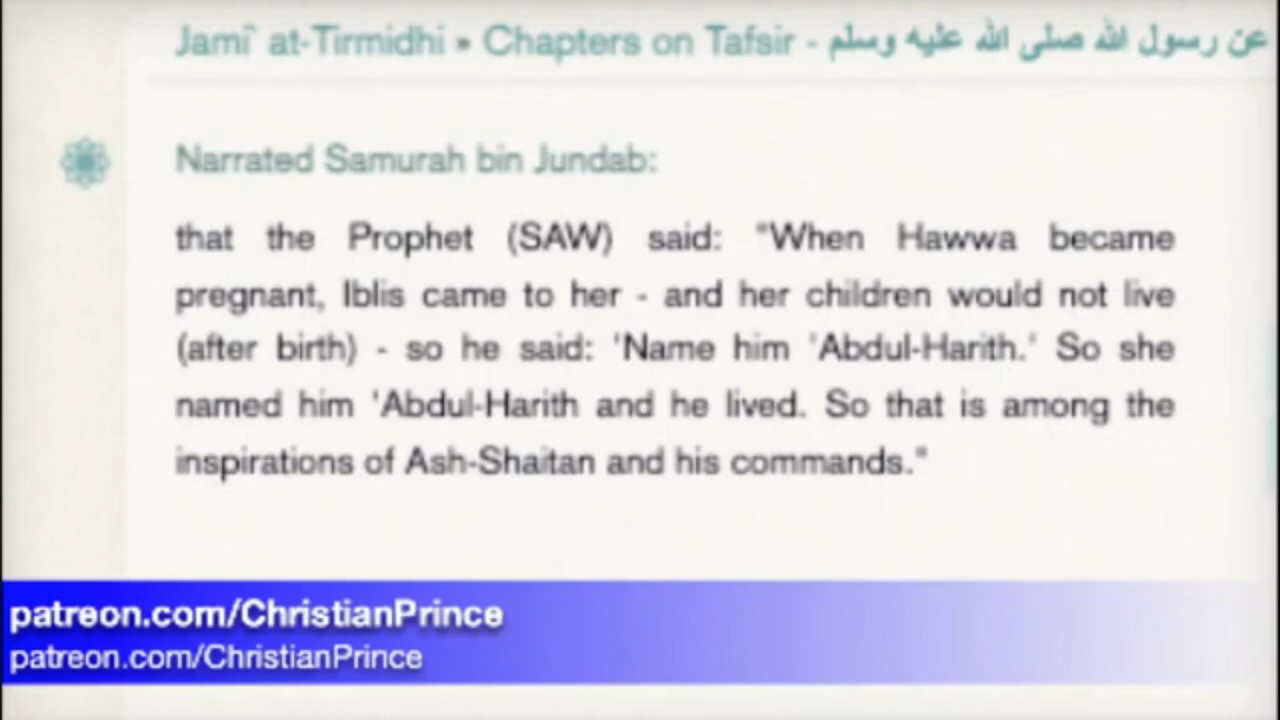 Jami` at-Tirmidhi » Chapters on Tafsir - عن رسول الله صلى الله عليه وسلم
Narrated Samurah bin Jundab:
that the Prophet (SAW) said: "When Hawwa became
pregnant, Iblis came to her - and her children would not live
(after birth) - so he said: 'Name him 'Abdul-Harith.' So she
named him 'Abdul-Harith and he lived. So that is among the
inspirations of Ash-Shaitan and his commands."
patreon.com/ChristianPrince
patreon.com/ChristianPrince